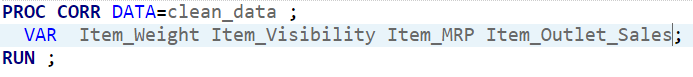 PROC CORR DATA=clean_data ;
VAR Item_Weight Item_Visibility Item_MRP Item_Outlet_Sales;
RUN ;